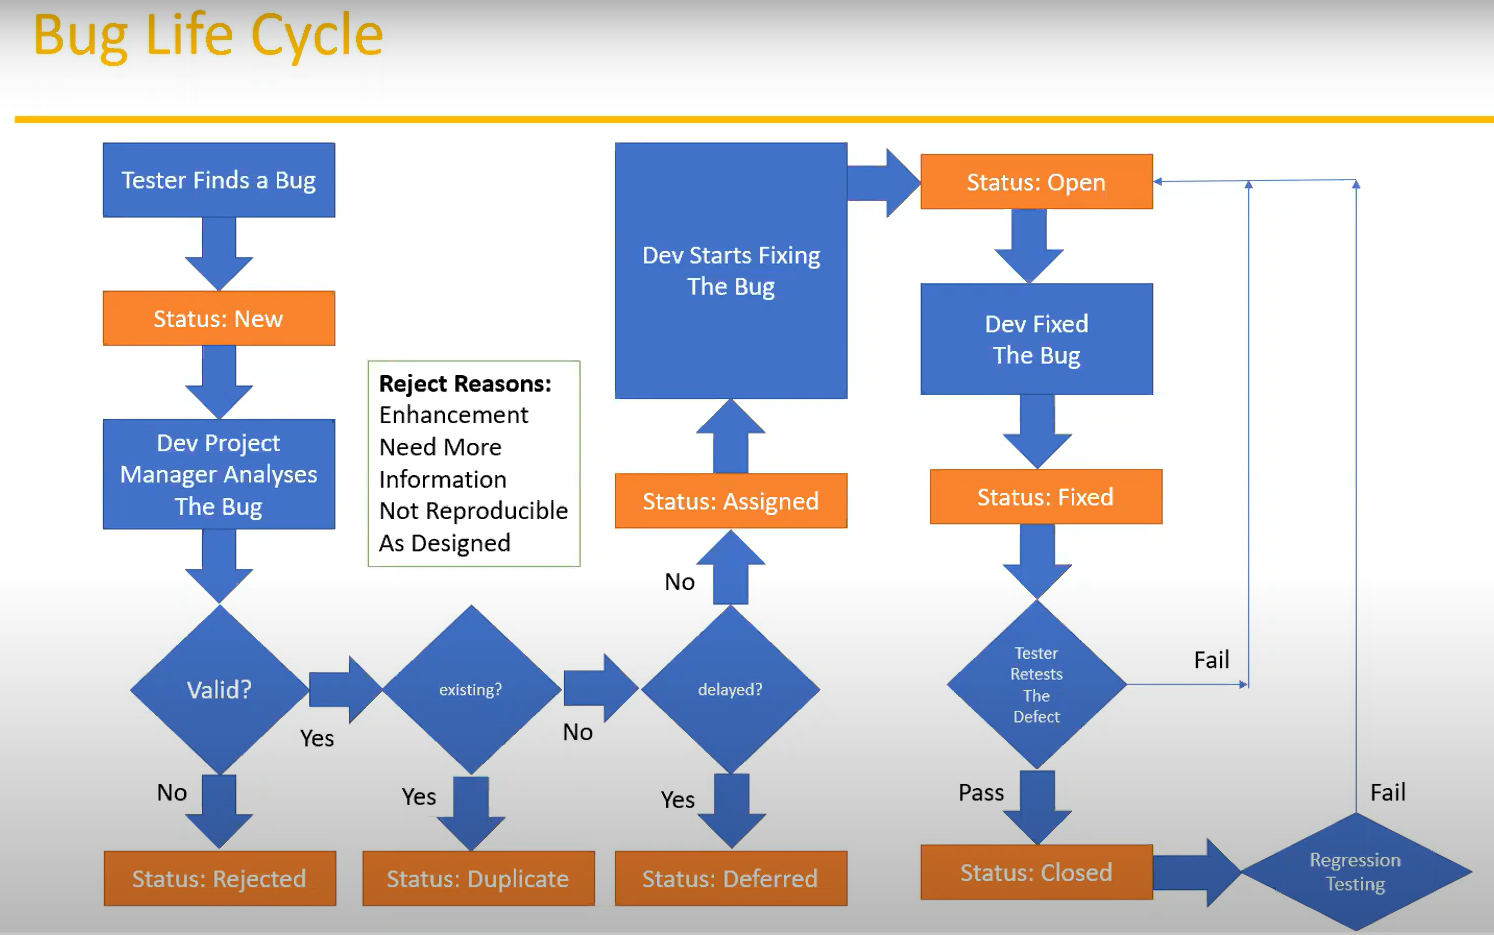 Bug Life Cycle
Tester Finds a Bug
Status: New
Dev Project
Manager Analyses
The Bug
Valid?
No
Status: Rejected
Yes
Reject Reasons:
Enhancement
Need More
Information
Not Reproducible
As Designed
existing?
Yes
Status: Duplicate
No
delayed?
Yes
Status: Deferred
No
Status: Assigned
Dev Starts Fixing
The Bug
Status: Open
Dev Fixed
The Bug
Status: Fixed
Tester
Retests
The
Defect
Fail
Pass
Status: Closed
Regression
Testing
Fail